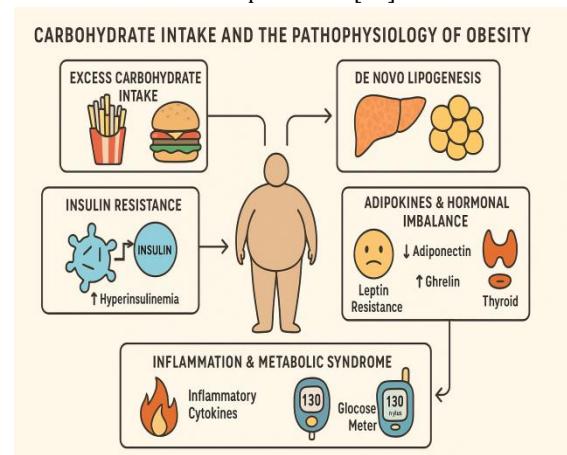 CARBOHYDRATE INTAKE AND THE PATHOPHYSIOLOGY OF OBESITY
EXCESS CARBOHYDRATE
INTAKE
DE NOVO LIPOGENESIS
INSULIN RESISTANCE
INSULIN
↑ Hyperinsulinemia
ADIPOKINES & HORMONAL
IMBALANCE
↓ Adiponectin
↑ Ghrelin
Leptin
Resistance
Thyroid
INFLAMMATION & METABOLIC SYNDROME
Inflammatory
Cytokines
130
Glucose
Meter
130